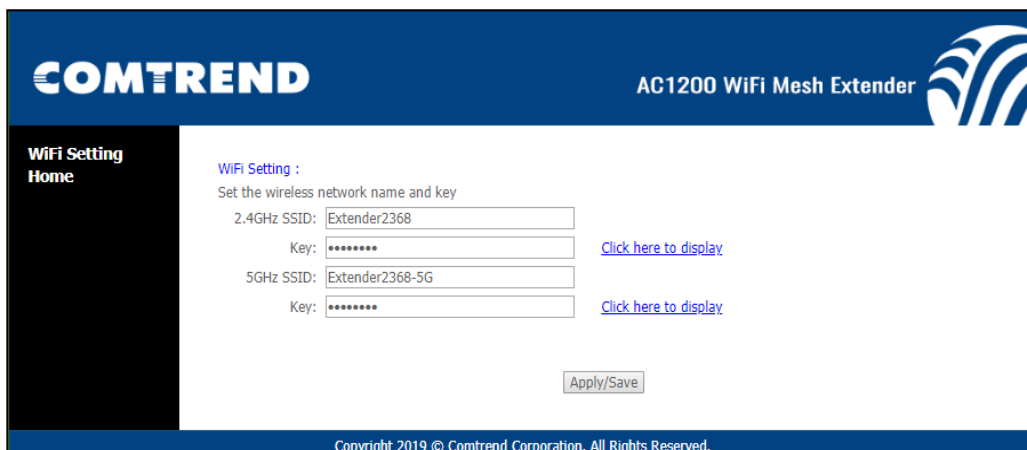 COMTREND
AC1200 WiFi Mesh Extender
WiFi Setting
Home
WiFi Setting :
Set the wireless network name and key
2.4GHz SSID: Extender2368
Key: •••••••• Click here to display
5GHz SSID: Extender2368-5G
Key: •••••••• Click here to display
Apply/Save
Copyright 2019 © Comtrend Corporation. All Rights Reserved.